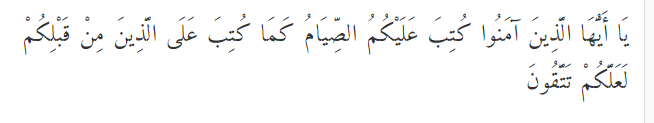 يَا أَيُّهَا الَّذِينَ آمَنُوا كُتِبَ عَلَيْكُمُ الصِّيَامُ كَمَا كُتِبَ عَلَى الَّذِينَ مِنْ قَبْلِكُمْ
لَعَلَّكُمْ تَتَّقُونَ